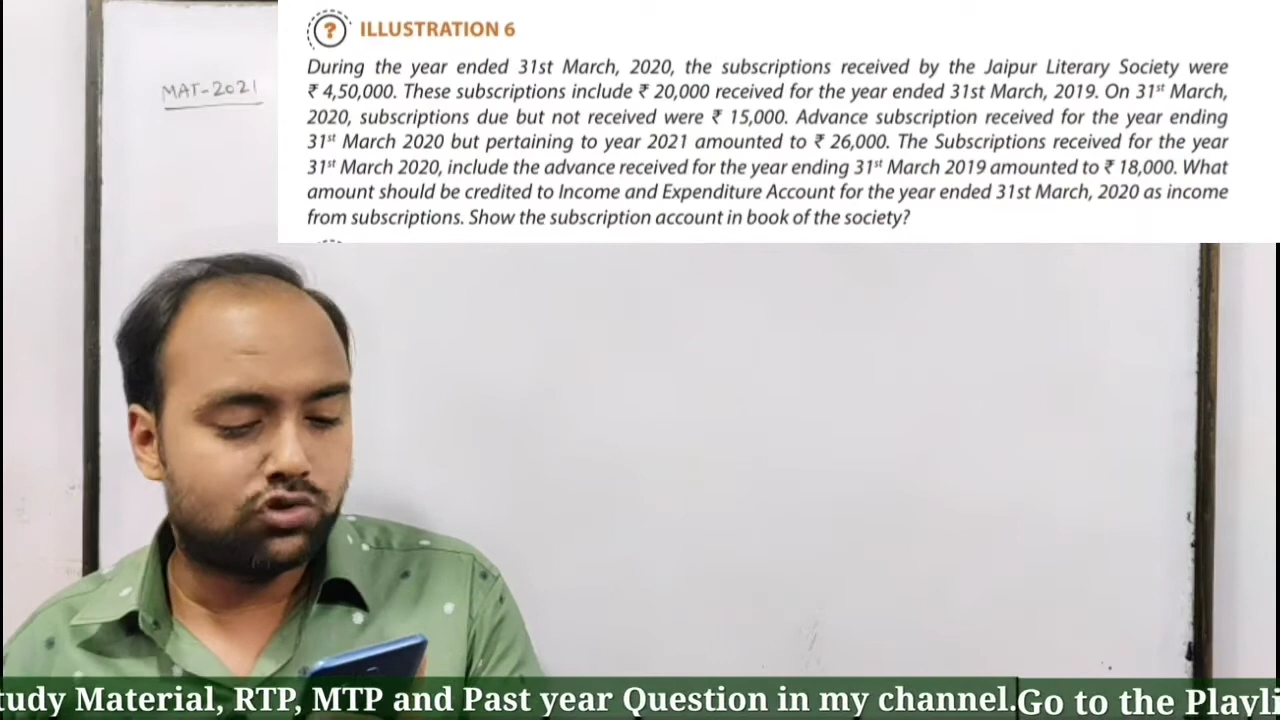 ? ILLUSTRATION 6
During the year ended 31st March, 2020, the subscriptions received by the Jaipur Literary Society were
₹ 4,50,000. These subscriptions include ₹ 20,000 received for the year ended 31st March, 2019. On 31st March,
2020, subscriptions due but not received were ₹ 15,000. Advance subscription received for the year ending
31st March 2020 but pertaining to year 2021 amounted to ₹ 26,000. The Subscriptions received for the year
31st March 2020, include the advance received for the year ending 31st March 2019 amounted to ₹ 18,000. What
amount should be credited to Income and Expenditure Account for the year ended 31st March, 2020 as income
from subscriptions. Show the subscription account in book of the society?
MAT-2021
tudy Material, RTP, MTP and Past year Question in my channel. Go to the Playli